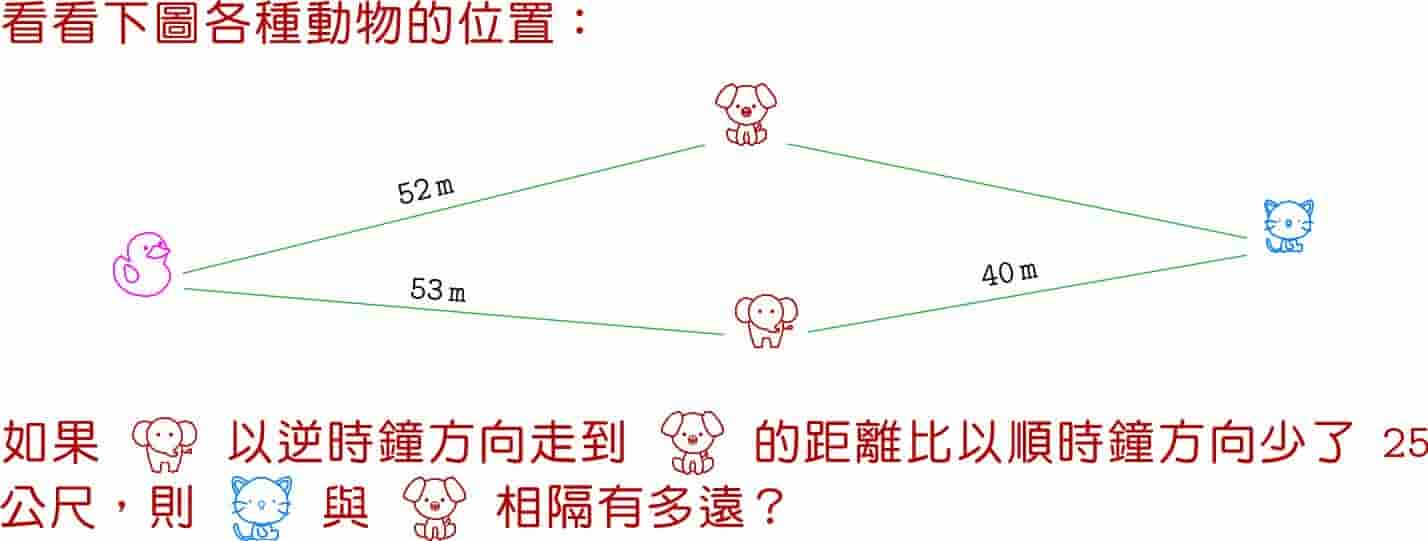 看看下圖各種動物的位置：
52 m
53 m
40 m
如果 以逆時鐘方向走到 的距離比以順時鐘方向少了 25
公尺，則 與 相隔有多遠？